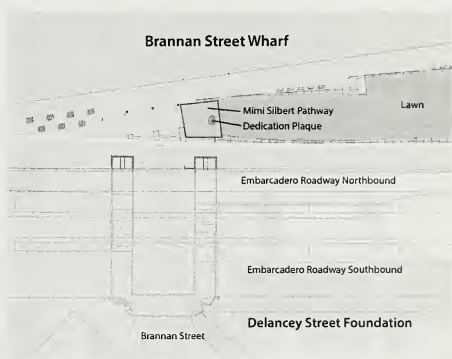 Brannan Street Wharf
Mimi Silbert Pathway
Lawn
Dedication Plaque
Embarcadero Roadway Northbound
Embarcadero Roadway Southbound
Delancey Street Foundation
Brannan Street